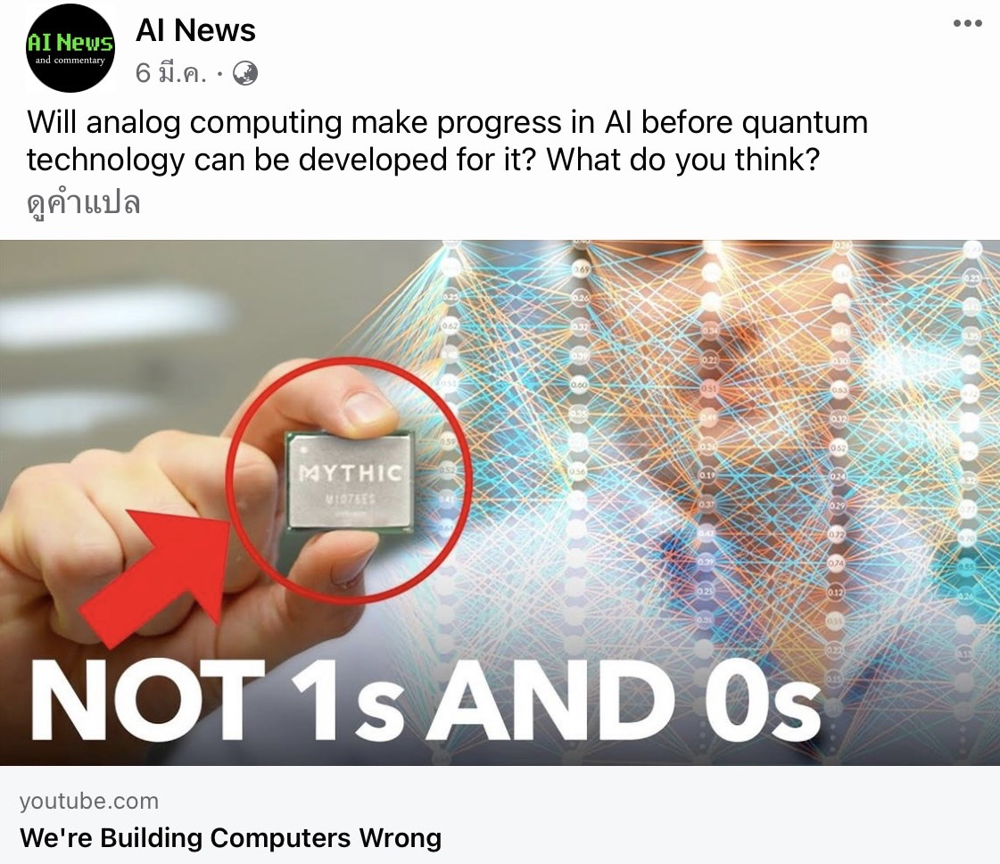 AI News
and commentary
AI News
6 มี.ค.
Will analog computing make progress in AI before quantum
technology can be developed for it? What do you think?
ดูคำแปล
MYTHIC
M1076ES
NOT 1s AND 0s
youtube.com
We're Building Computers Wrong